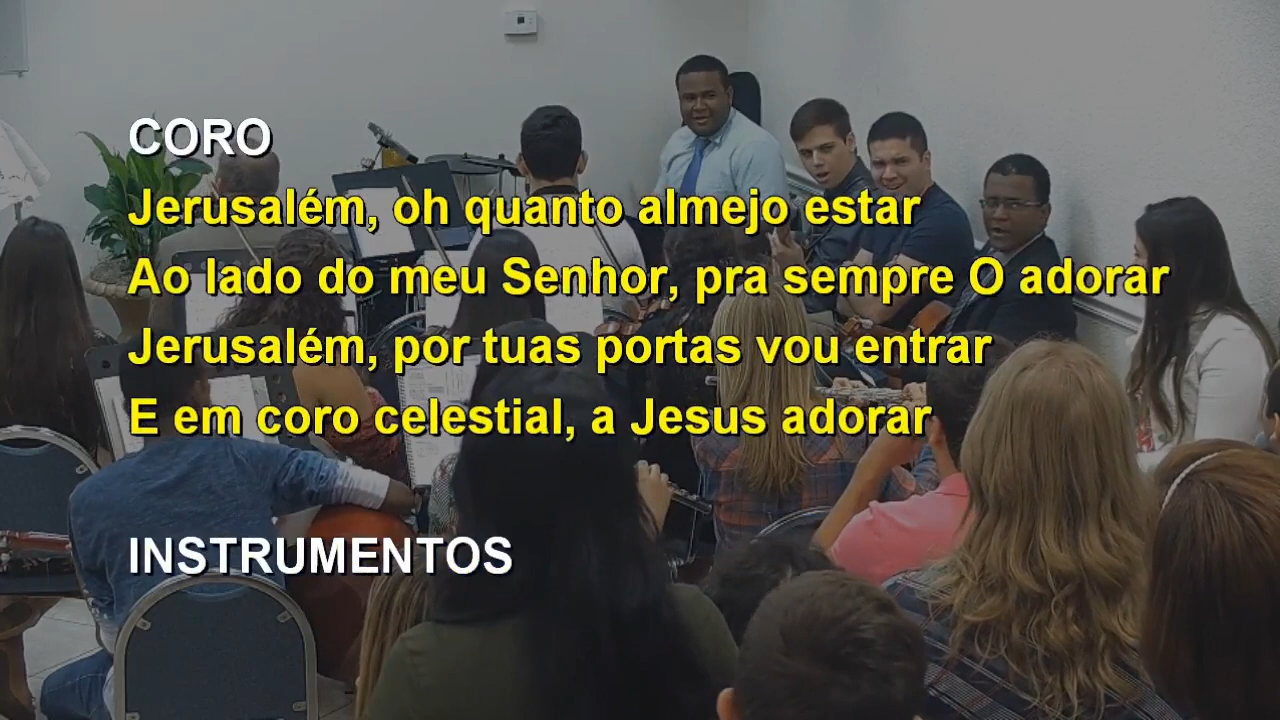 CORO
Jerusalém, oh quanto almejo estar
Ao lado do meu Senhor, pra sempre O adorar
Jerusalém, por tuas portas vou entrar
E em coro celestial, a Jesus adorar
INSTRUMENTOS